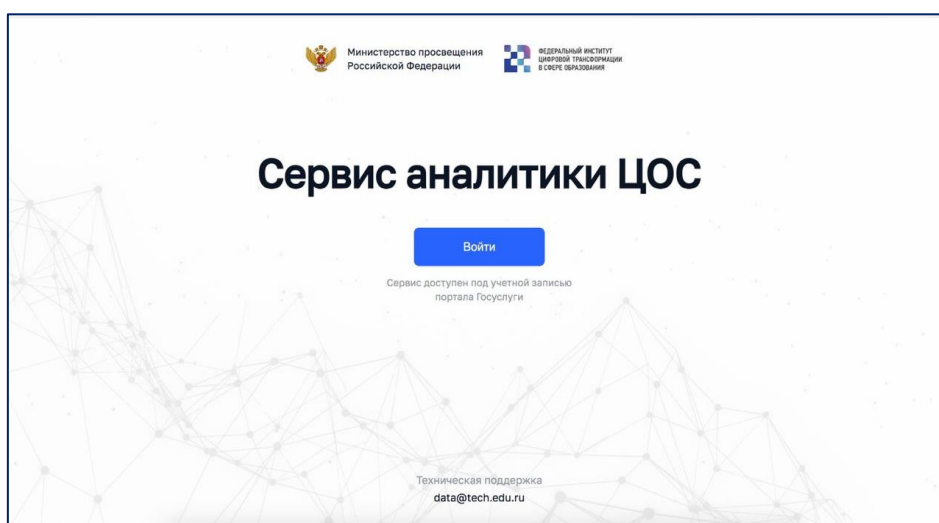 Министерство просвещения
Российской Федерации
ФЕДЕРАЛЬНЫЙ ИНСТИТУТ
ЦИФРОВОЙ ТРАНСФОРМАЦИИ
В СФЕРЕ ОБРАЗОВАНИЯ
Сервис аналитики ЦОС
Войти
Сервис доступен под учетной записью
портала Госуслуги
Техническая поддержка
data@tech.edu.ru